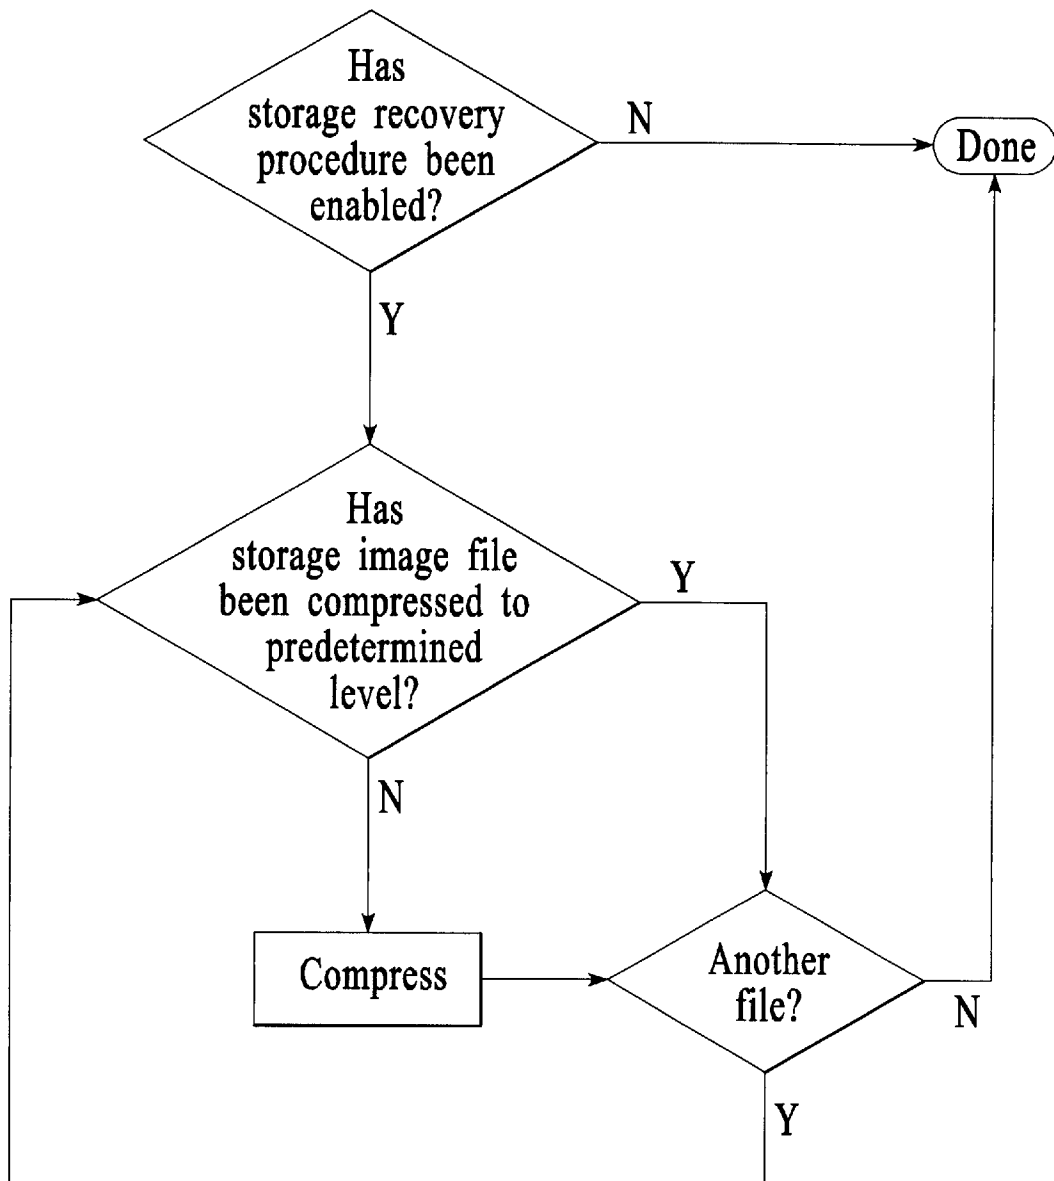 Has
storage recovery
procedure been
enabled?
N
Done
Y
Has
storage image file
been compressed to
predetermined
level?
Y
N
Compress
Another
file?
N
Y